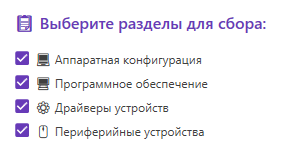 Выберите разделы для сбора:
Аппаратная конфигурация
Программное обеспечение
Драйверы устройств
Периферийные устройства